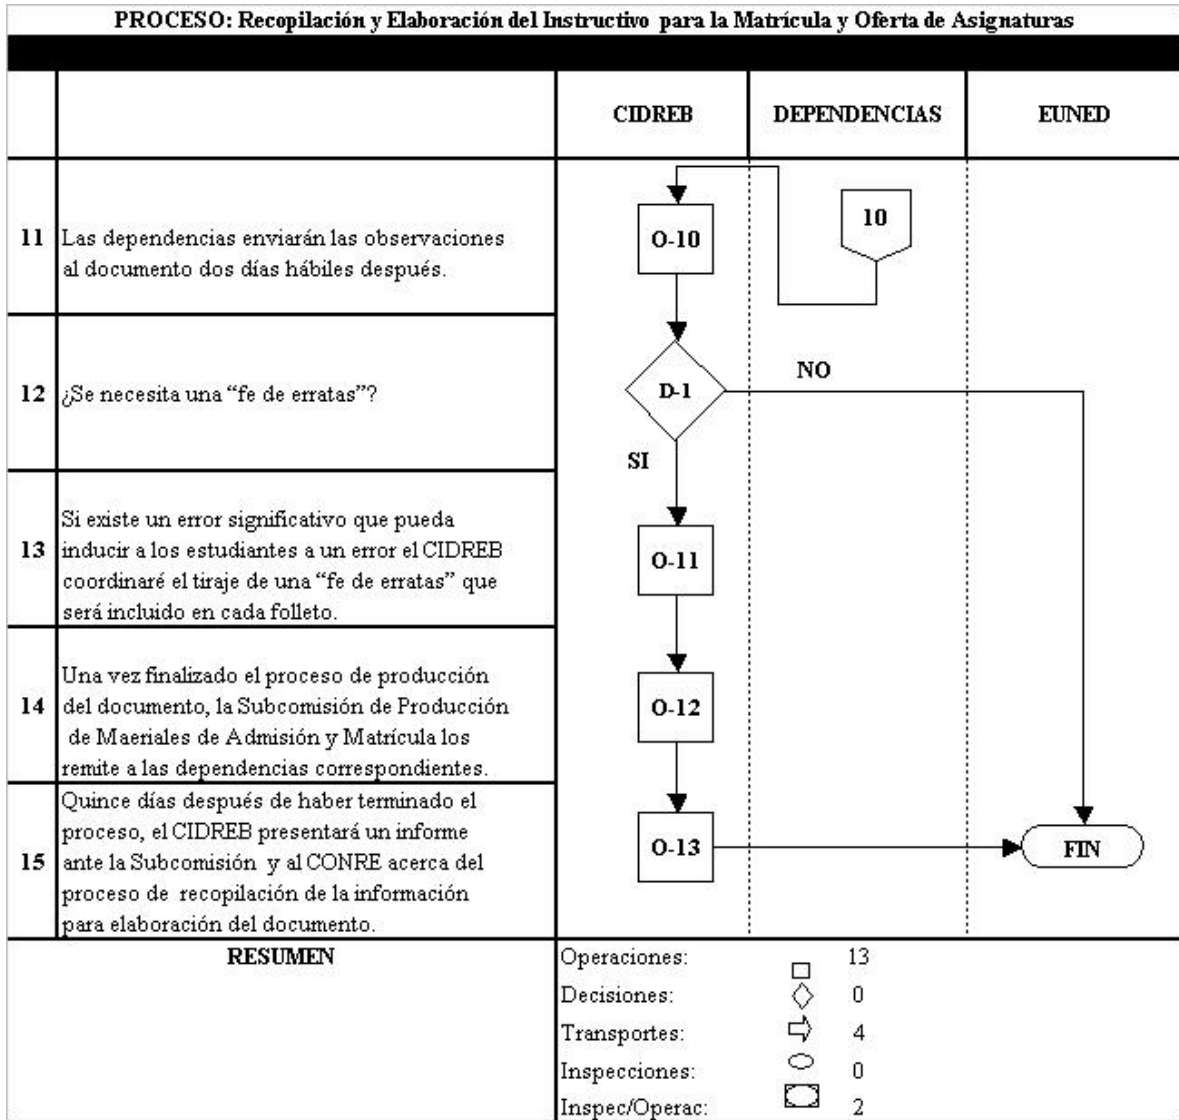 PROCESO: Recopilación y Elaboración del Instructivo para la Matrícula y Oferta de Asignaturas
CIDREB
DEPENDENCIAS
EUNED
11
Las dependencias enviarán las observaciones
al documento dos días hábiles después.
O-10
10
12
¿Se necesita una “fe de erratas”?
D-1
NO
SI
13
Si existe un error significativo que pueda
inducir a los estudiantes a un error el CIDREB
coordinaré el tiraje de una “fe de erratas” que
será incluido en cada folleto.
O-11
14
Una vez finalizado el proceso de producción
del documento, la Subcomisión de Producción
de Maeriales de Admisión y Matrícula los
remite a las dependencias correspondientes.
O-12
15
Quince días después de haber terminado el
proceso, el CIDREB presentará un informe
ante la Subcomisión y al CONRE acerca del
proceso de recopilación de la información
para elaboración del documento.
O-13
FIN
RESUMEN
Operaciones: 13
Decisiones: 0
Transportes: 4
Inspecciones: 0
Inspec/Operac: 2